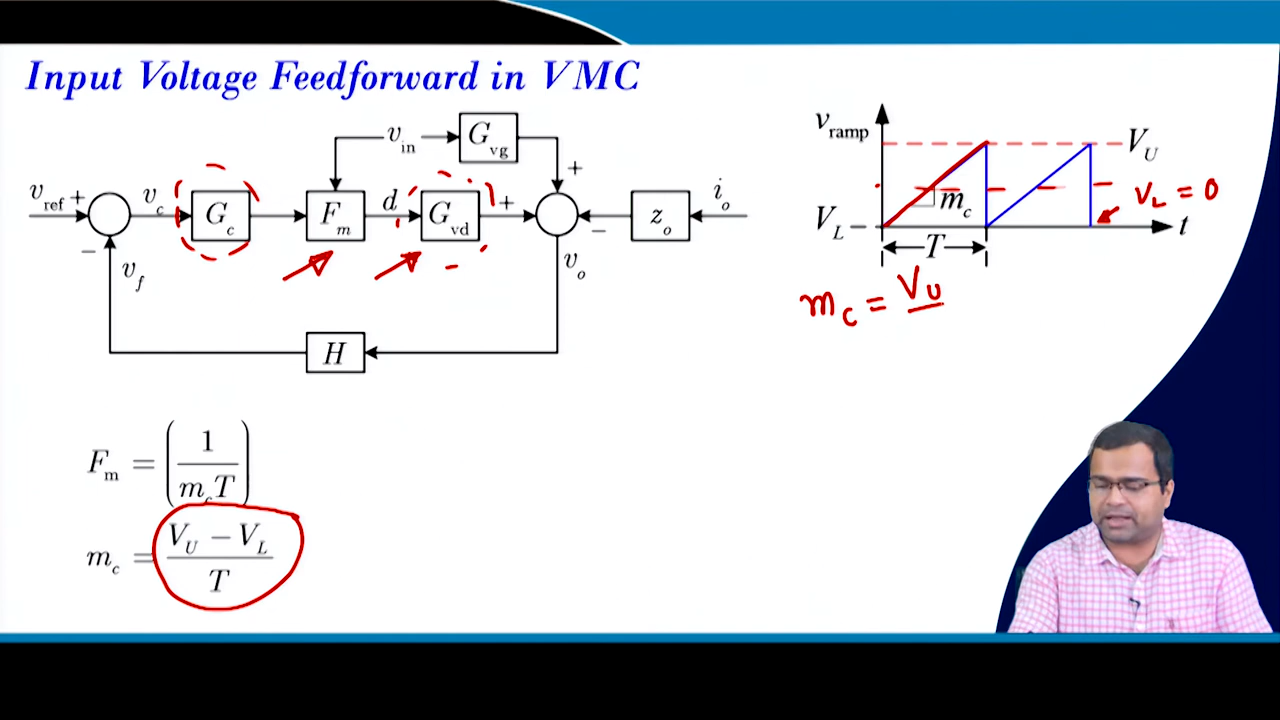 Input Voltage Feedforward in VMC
v_in
G_vg
+
v_ref +
v_c
G_c
F_m
d
G_vd
+
−
z_o
i_o
−
v_f
v_o
H
v_ramp
V_U
m_c
V_L = 0
V_L
T
t
m_c = V_U
F_m = (1 / m_c T)
m_c = (V_U − V_L) / T